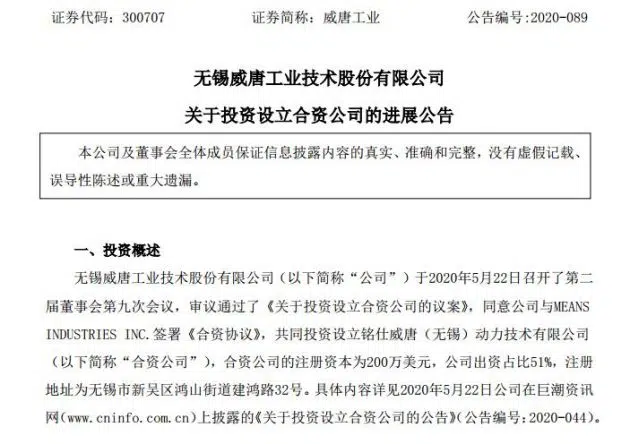 证券代码：300707 证券简称：威唐工业 公告编号:2020-089
无锡威唐工业技术股份有限公司
关于投资设立合资公司的进展公告
本公司及董事会全体成员保证信息披露内容的真实、准确和完整，没有虚假记载、
误导性陈述或重大遗漏。
一、投资概述
无锡威唐工业技术股份有限公司（以下简称“公司”）于2020年5月22日召开了第二
届董事会第九次会议，审议通过了《关于投资设立合资公司的议案》，同意公司与MEANS
INDUSTRIES INC.签署《合资协议》，共同投资设立铭仕威唐（无锡）动力技术有限公司
（以下简称“合资公司”），合资公司的注册资本为200万美元，公司出资占比51%，注册
地址为无锡市新吴区鸿山街道建鸿路32号。具体内容详见2020年5月22日公司在巨潮资讯
网(www.cninfo.com.cn)上披露的《关于投资设立合资公司的公告》（公告编号:2020-044）。